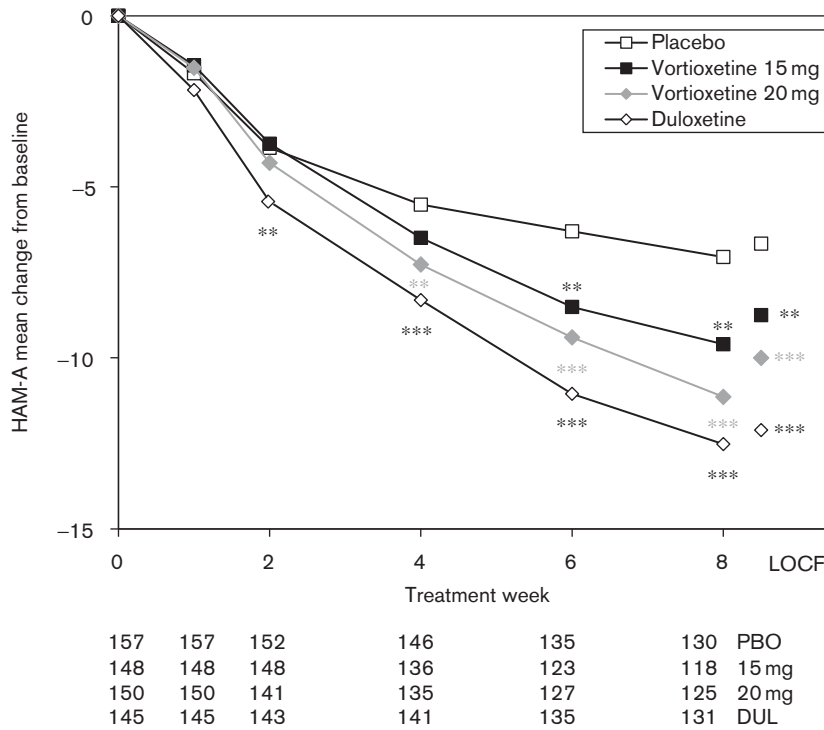 0
Placebo
Vortioxetine 15 mg
Vortioxetine 20 mg
Duloxetine
HAM-A mean change from baseline
−5
**
**
***
**
**
**
−10
***
***
***
***
***
***
−15
0 2 4 6 8 LOCF
Treatment week
157 157 152 146 135 130 PBO
148 148 148 136 123 118 15 mg
150 150 141 135 127 125 20 mg
145 145 143 141 135 131 DUL